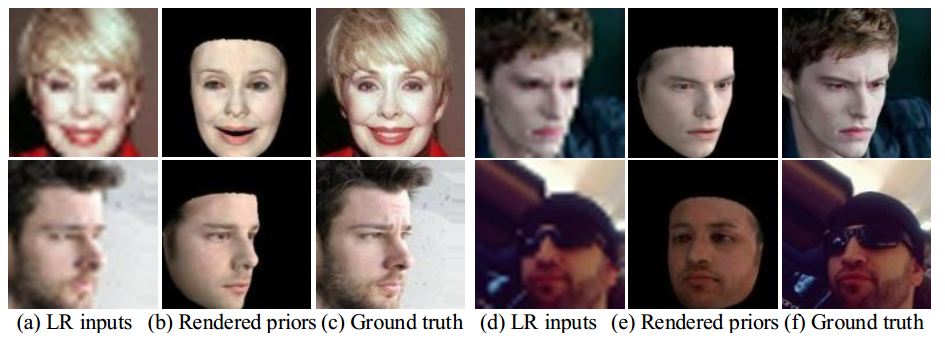 (a) LR inputs (b) Rendered priors (c) Ground truth (d) LR inputs (e) Rendered priors (f) Ground truth